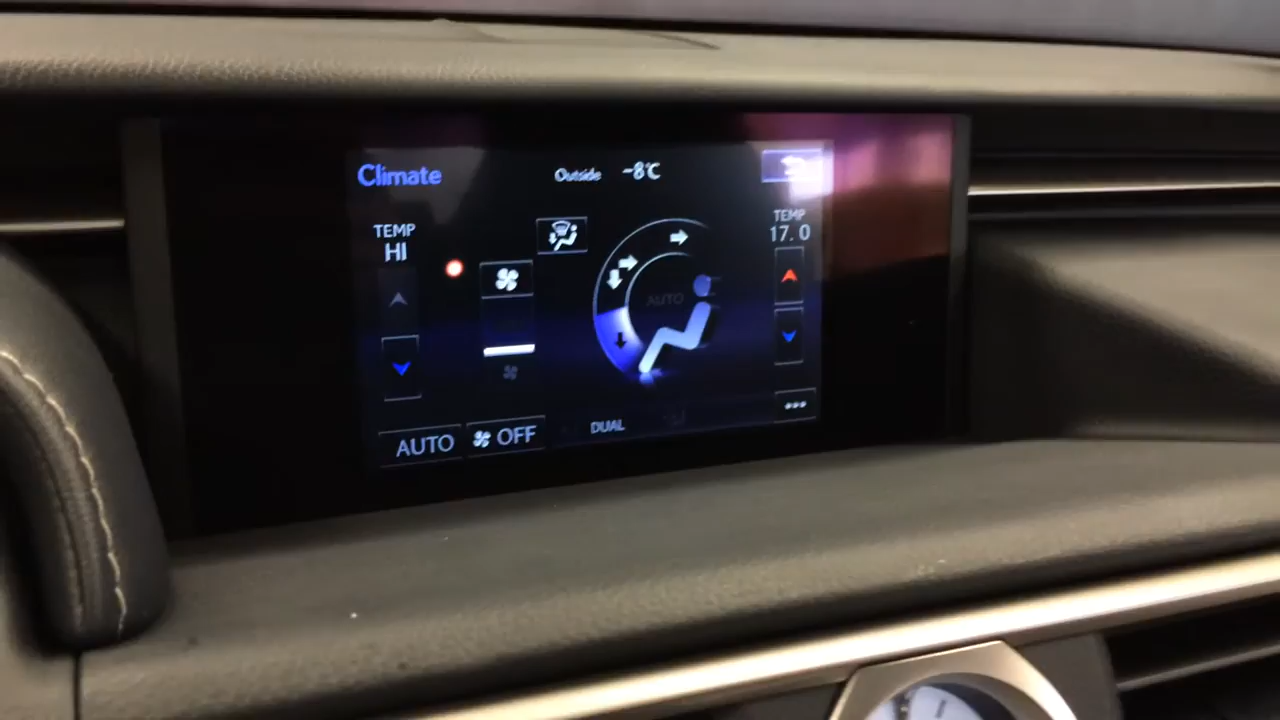 Climate
Outside -8°C
TEMP
HI
TEMP
17.0
AUTO
AUTO
OFF
DUAL